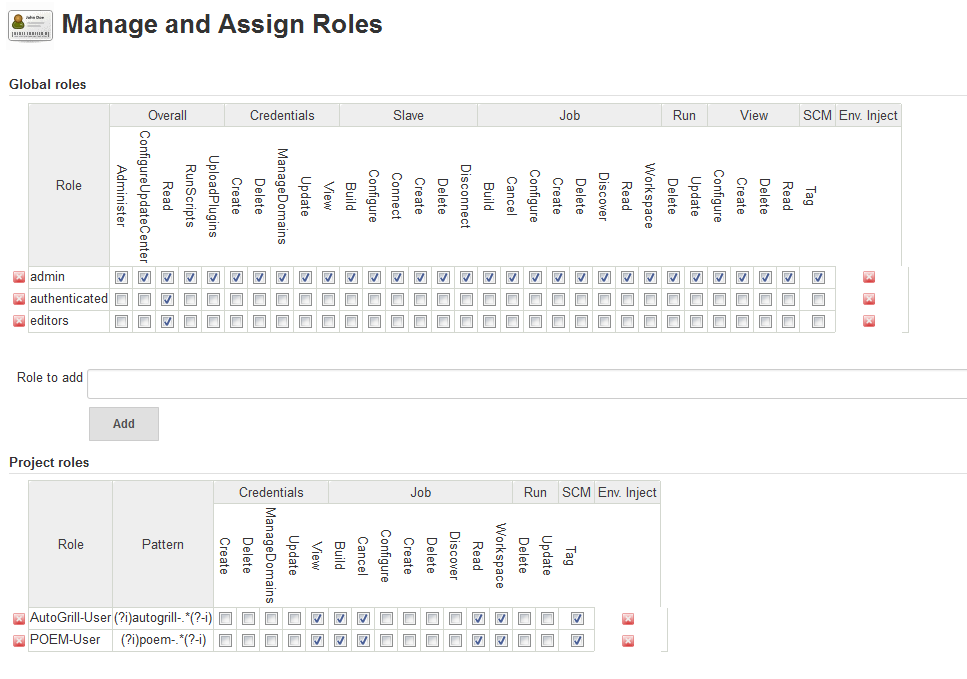 John Doe
Manage and Assign Roles
Global roles
Role Overall Credentials Slave Job Run View SCM Env. Inject
Administer ConfigureUpdateCenter Read RunScripts UploadPlugins Create Delete ManageDomains Update View Build Configure Connect Create Delete Disconnect Build Cancel Configure Create Delete Discover Read Workspace Delete Update Configure Create Delete Read Tag
admin
authenticated
editors
Role to add
Add
Project roles
Role Pattern Credentials Job Run SCM Env. Inject
Create Delete ManageDomains Update View Build Cancel Configure Create Delete Discover Read Workspace Delete Update Tag
AutoGrill-User (?i)autogrill-.*(?-i)
POEM-User (?i)poem-.*(?-i)